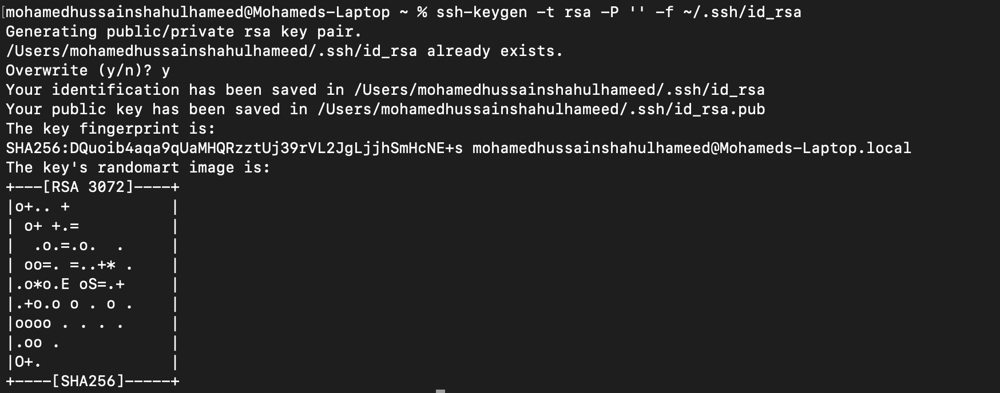 [mohamedhussainshahulhameed@Mohameds-Laptop ~ % ssh-keygen -t rsa -P '' -f ~/.ssh/id_rsa
Generating public/private rsa key pair.
/Users/mohamedhussainshahulhameed/.ssh/id_rsa already exists.
Overwrite (y/n)? y
Your identification has been saved in /Users/mohamedhussainshahulhameed/.ssh/id_rsa
Your public key has been saved in /Users/mohamedhussainshahulhameed/.ssh/id_rsa.pub
The key fingerprint is:
SHA256:DQuoib4aqa9qUaMHQRzztUj39rVL2JgLjjhSmHcNE+s mohamedhussainshahulhameed@Mohameds-Laptop.local
The key's randomart image is:
+---[RSA 3072]----+
|o+.. +           |
| o+ +.=          |
|  .o.=.o.  .     |
| oo=. =..+* .    |
|.o*o.E oS=.+     |
|.+o.o o . o .    |
|oooo . . . .     |
|.oo .            |
|O+.              |
+----[SHA256]-----+